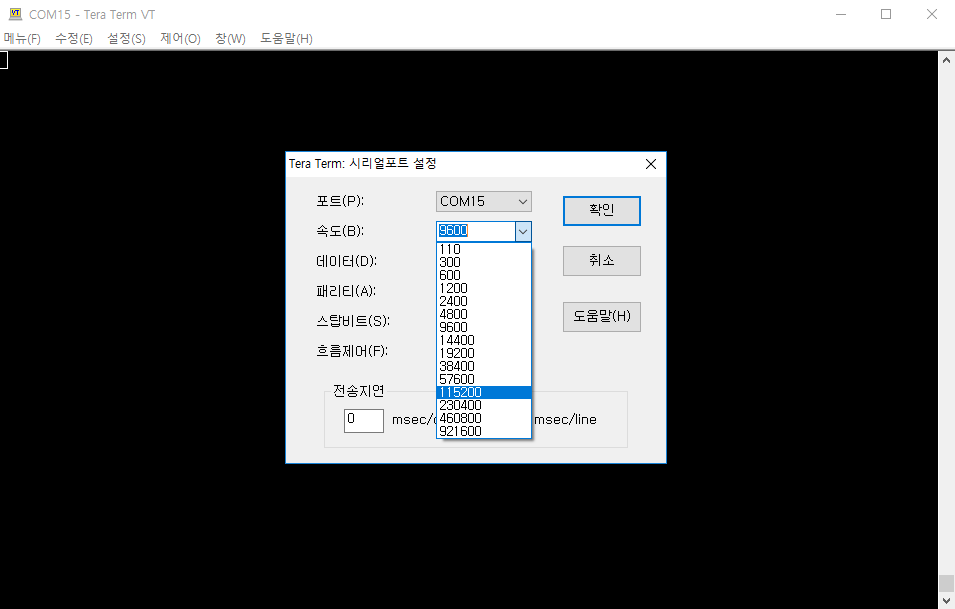 VT COM15 - Tera Term VT
메뉴(F) 수정(E) 설정(S) 제어(O) 창(W) 도움말(H)
Tera Term: 시리얼포트 설정
포트(P): COM15 확인
속도(B): 9600
110
300
600
1200
2400
4800
9600
14400
19200
38400
57600
115200
230400
460800
921600
데이터(D): 취소
패리티(A):
스탑비트(S): 도움말(H)
흐름제어(F):
전송지연
0 msec/ msec/line